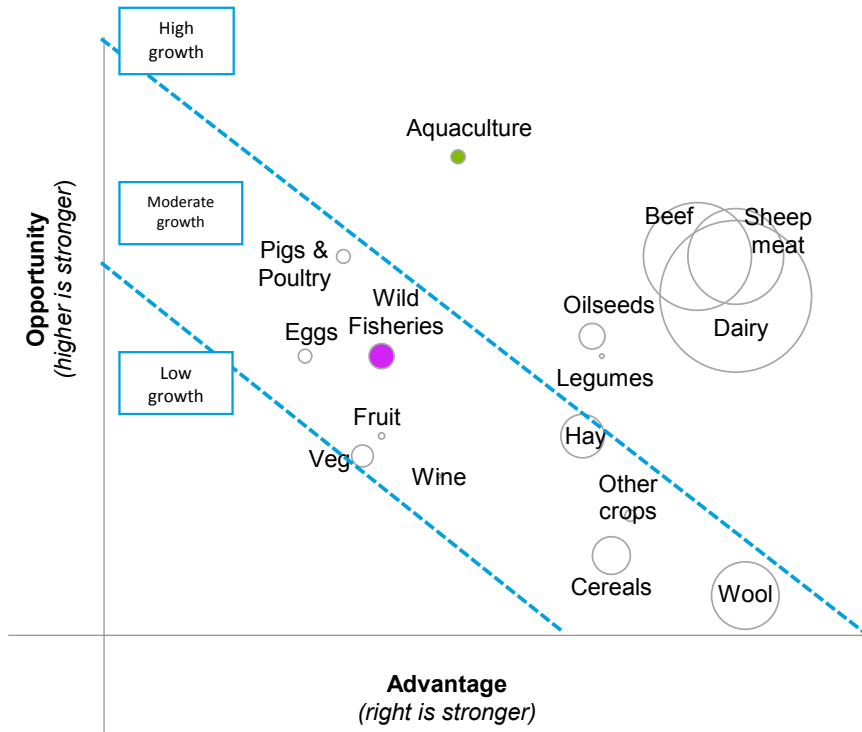 High
growth
Aquaculture
Moderate
growth
Beef
Sheep
meat
Pigs &
Poultry
Wild
Fisheries
Oilseeds
Dairy
Eggs
Legumes
Low
growth
Fruit
Hay
Veg
Wine
Other
crops
Cereals
Wool
Opportunity
(higher is stronger)
Advantage
(right is stronger)